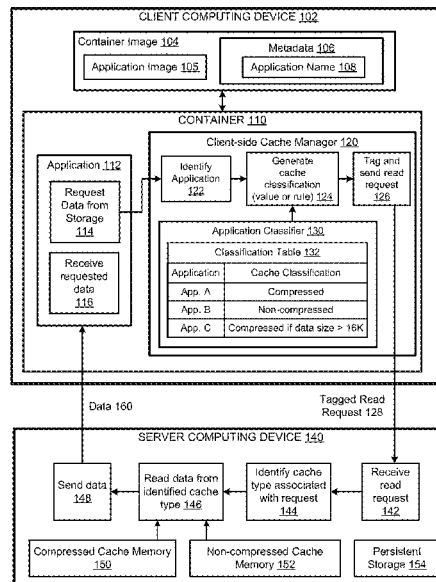 CLIENT COMPUTING DEVICE 102
Container Image 104
Application Image 105
Metadata 106
Application Name 108
CONTAINER 110
Client-side Cache Manager 120
Application 112
Request
Data from
Storage
114
Receive
requested
data
116
Identify
Application
122
Generate
cache
classification
(value or rule) 124
Tag and
send read
request
126
Application Classifier 130
Classification Table 132
Application Cache Classification
App. A Compressed
App. B Non-compressed
App. C Compressed if data size > 16K
Data 160
Tagged Read
Request 128
SERVER COMPUTING DEVICE 140
Send data
148
Read data from
identified cache
type 146
Identify cache
type associated
with request
144
Receive
read
request
142
Compressed Cache Memory
150
Non-compressed Cache
Memory 152
Persistent
Storage 154